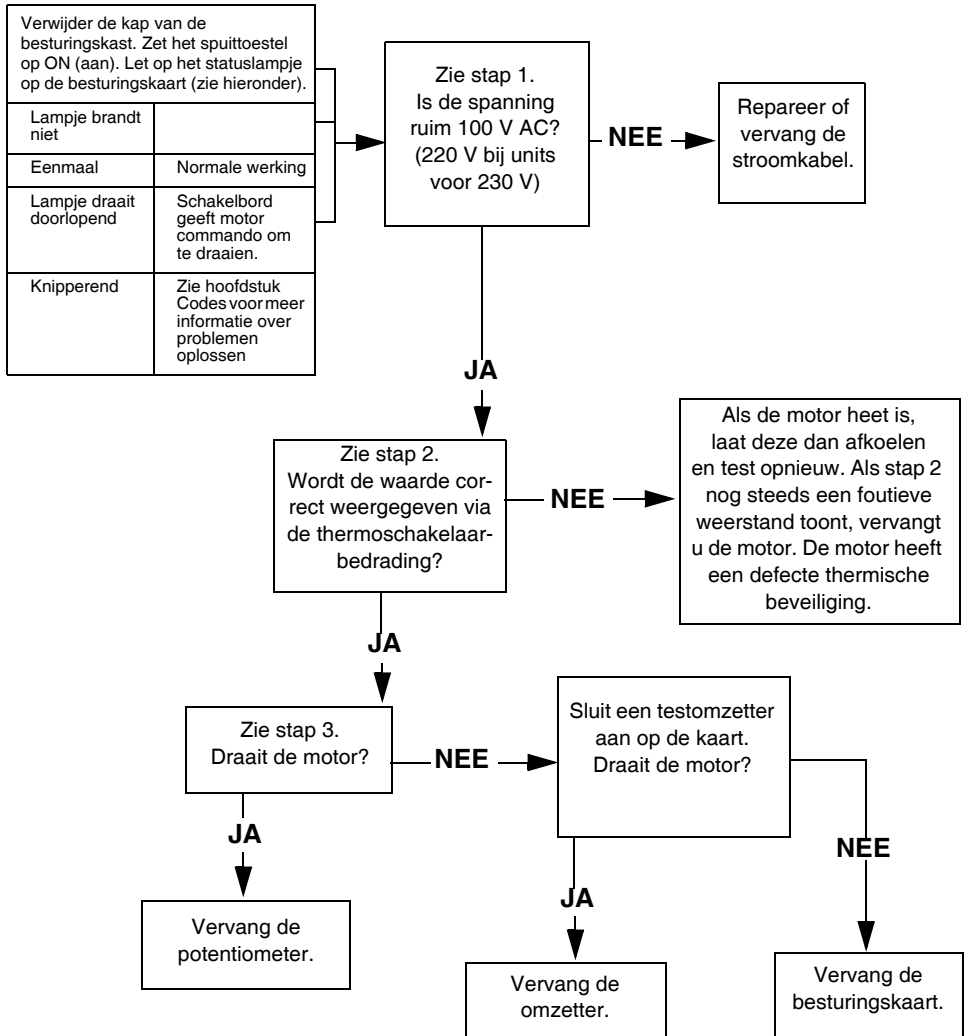 Verwijder de kap van de
besturingskast. Zet het spuittoestel
op ON (aan). Let op het statuslampje
op de besturingskaart (zie hieronder).
Lampje brandt
niet
Eenmaal
Normale werking
Lampje draait
doorlopend
Schakelbord
geeft motor
commando om
te draaien.
Knipperend
Zie hoofdstuk
Codes voor meer
informatie over
problemen
oplossen
Zie stap 1.
Is de spanning
ruim 100 V AC?
(220 V bij units
voor 230 V)
NEE
Repareer of
vervang de
stroomkabel.
JA
Zie stap 2.
Wordt de waarde cor-
rect weergegeven via
de thermoschakelaar-
bedrading?
NEE
Als de motor heet is,
laat deze dan afkoelen
en test opnieuw. Als stap 2
nog steeds een foutieve
weerstand toont, vervangt
u de motor. De motor heeft
een defecte thermische
beveiliging.
JA
Zie stap 3.
Draait de motor?
NEE
Sluit een testomzetter
aan op de kaart.
Draait de motor?
JA
Vervang de
potentiometer.
JA
Vervang de
omzetter.
NEE
Vervang de
besturingskaart.